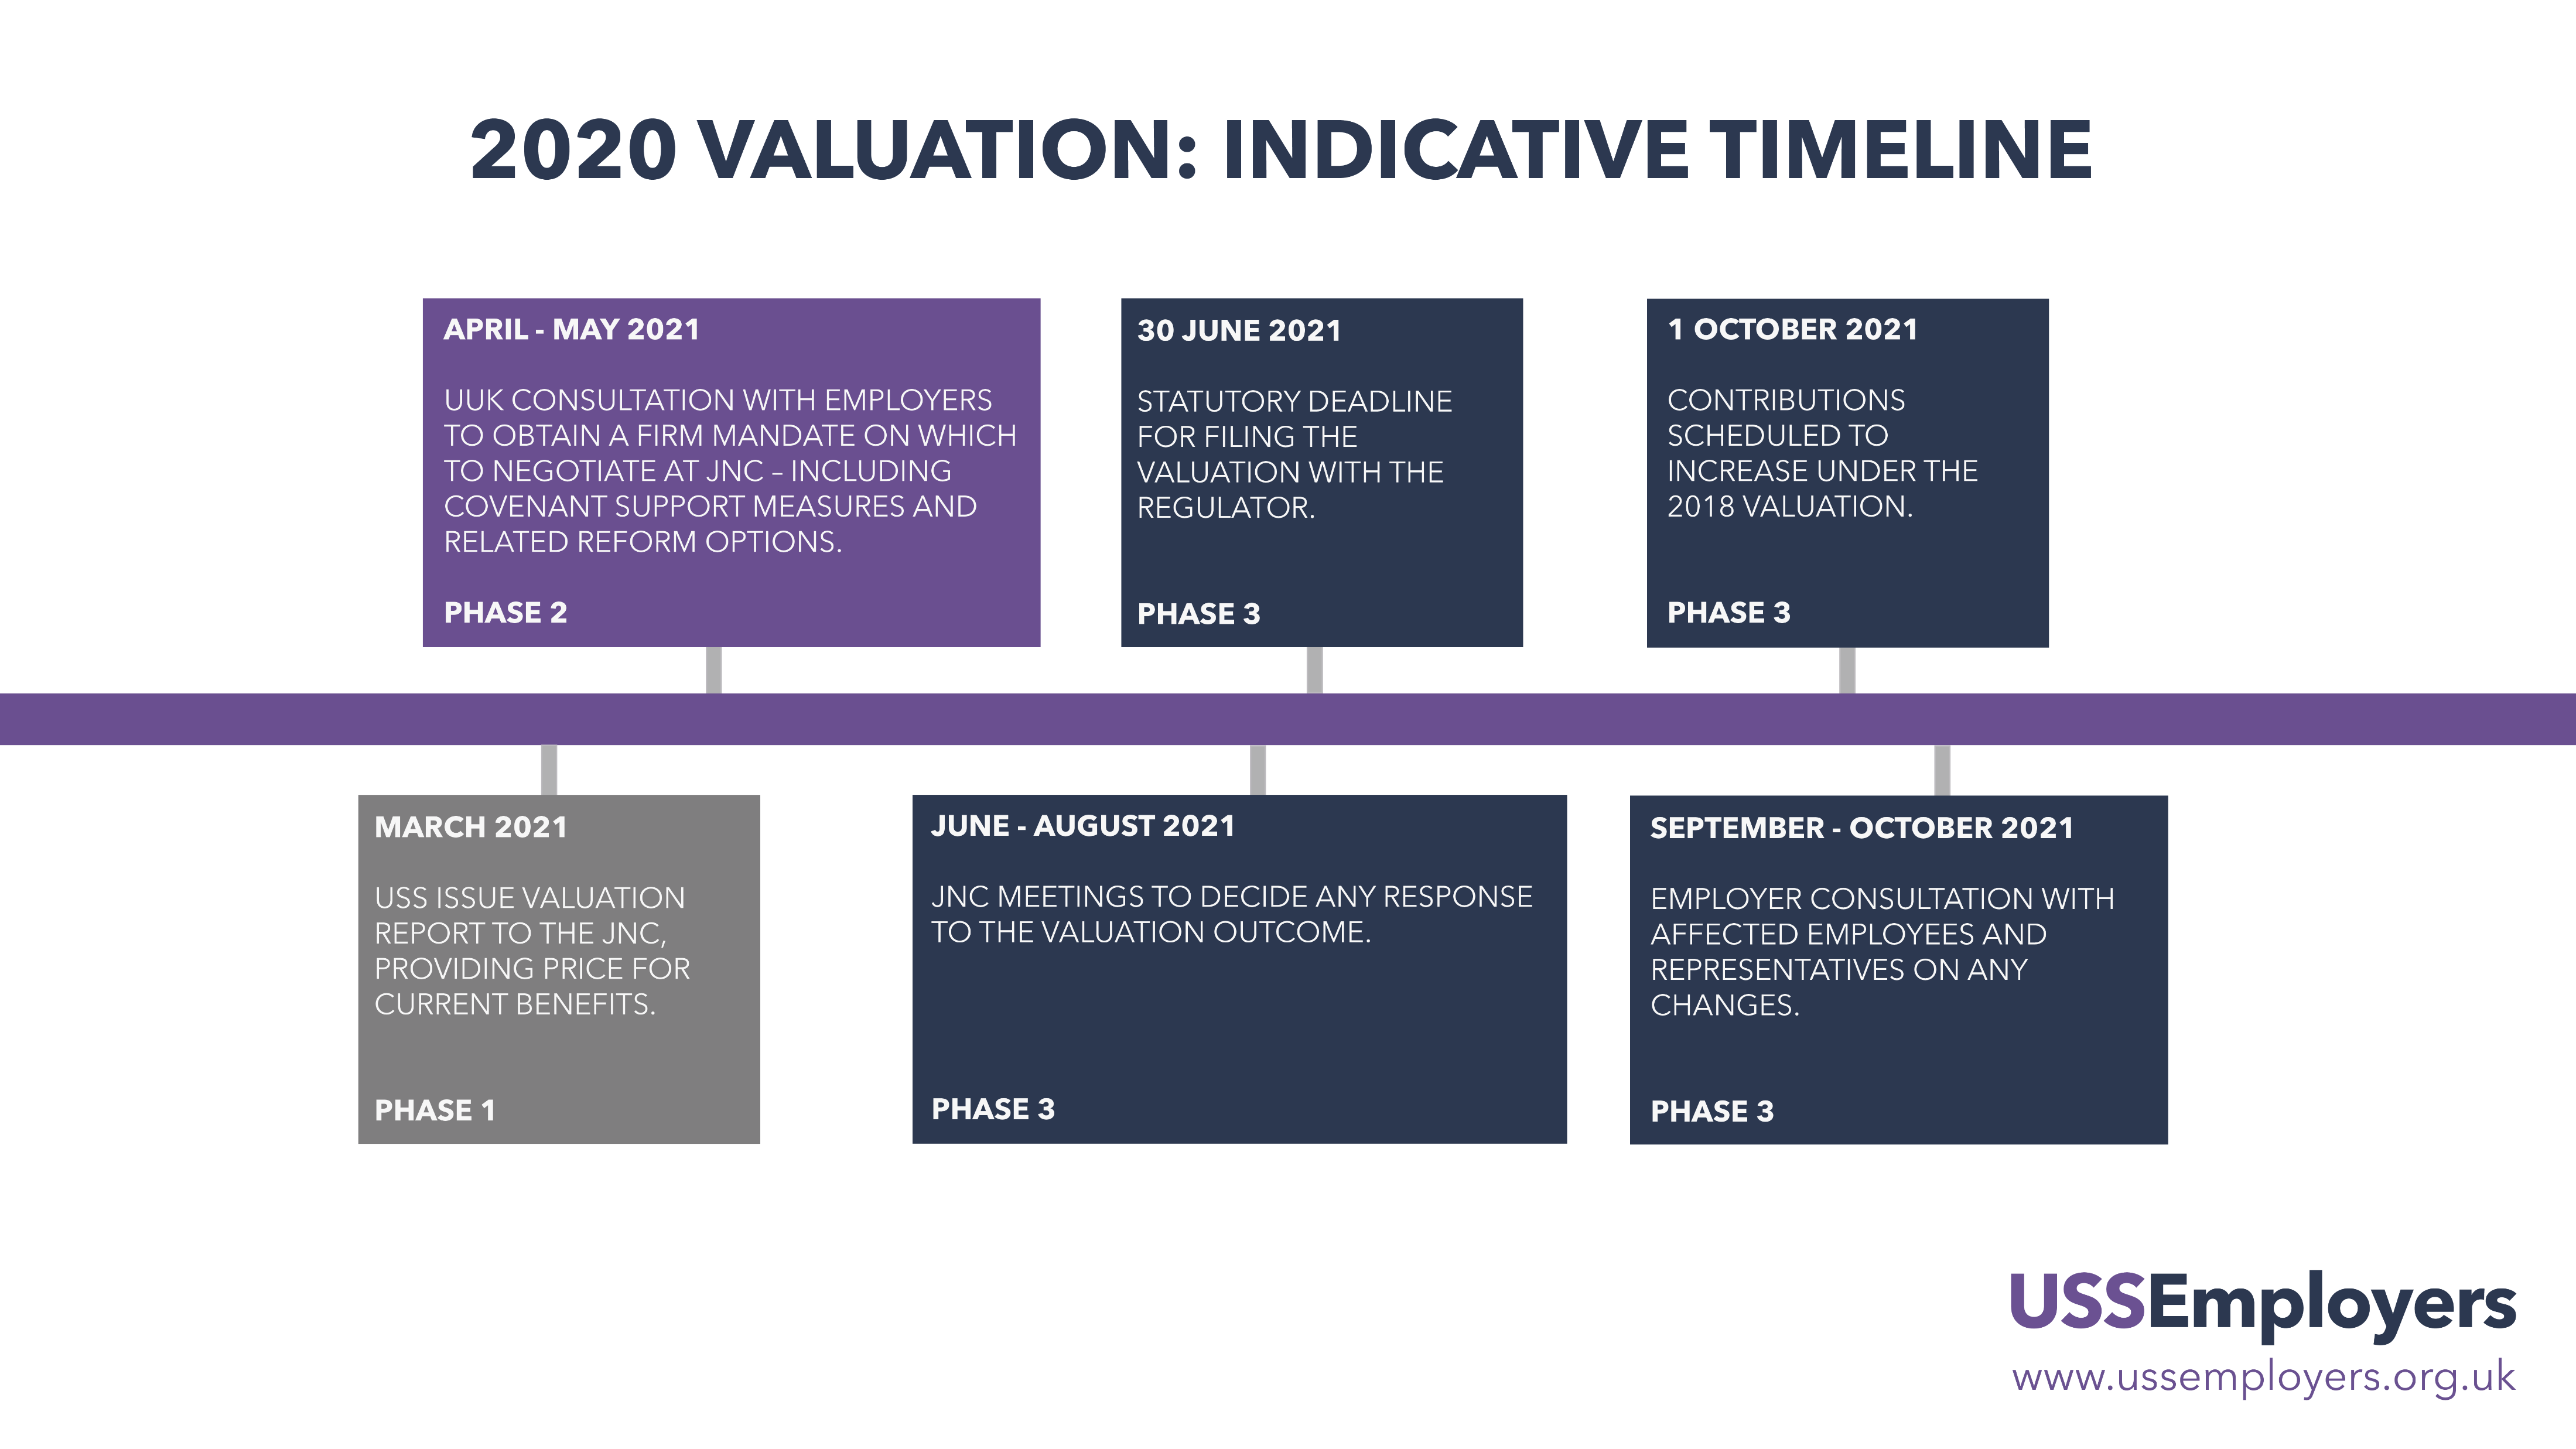 2020 VALUATION: INDICATIVE TIMELINE
APRIL - MAY 2021
UUK CONSULTATION WITH EMPLOYERS
TO OBTAIN A FIRM MANDATE ON WHICH
TO NEGOTIATE AT JNC – INCLUDING
COVENANT SUPPORT MEASURES AND
RELATED REFORM OPTIONS.
PHASE 2
30 JUNE 2021
STATUTORY DEADLINE
FOR FILING THE
VALUATION WITH THE
REGULATOR.
PHASE 3
1 OCTOBER 2021
CONTRIBUTIONS
SCHEDULED TO
INCREASE UNDER THE
2018 VALUATION.
PHASE 3
MARCH 2021
USS ISSUE VALUATION
REPORT TO THE JNC,
PROVIDING PRICE FOR
CURRENT BENEFITS.
PHASE 1
JUNE - AUGUST 2021
JNC MEETINGS TO DECIDE ANY RESPONSE
TO THE VALUATION OUTCOME.
PHASE 3
SEPTEMBER - OCTOBER 2021
EMPLOYER CONSULTATION WITH
AFFECTED EMPLOYEES AND
REPRESENTATIVES ON ANY
CHANGES.
PHASE 3
USSEmployers
www.ussemployers.org.uk